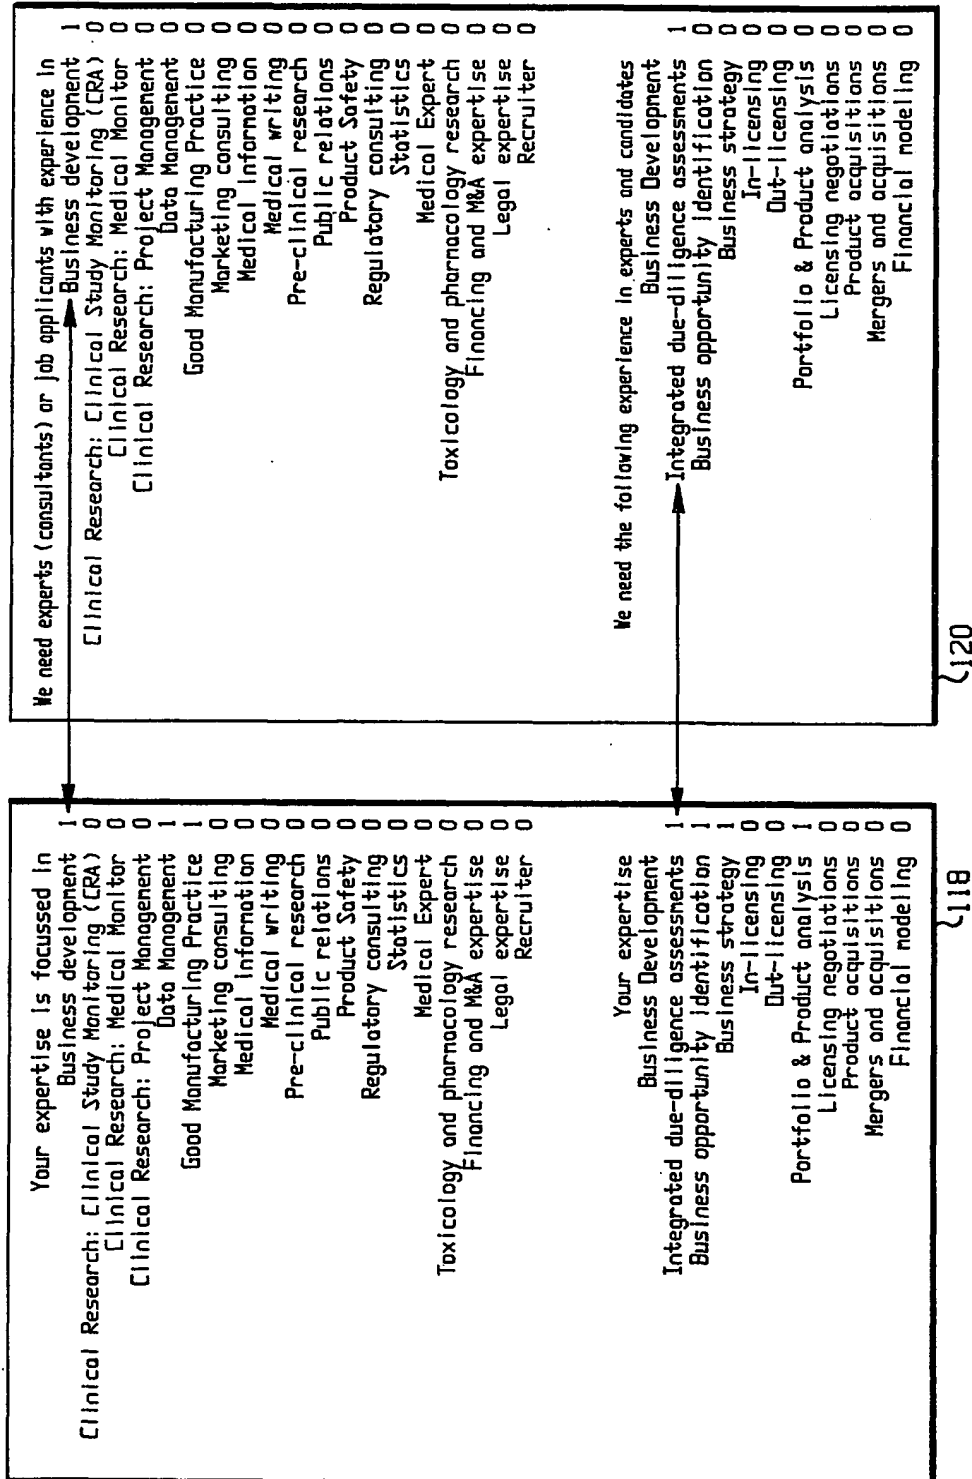 Your expertise is focussed in
Business development 1
Clinical Research: Clinical Study Monitoring (CRA) 0
Clinical Research: Medical Monitor 0
Clinical Research: Project Management 0
Data Management 1
Good Manufacturing Practice 1
Marketing consulting 0
Medical information 0
Medical writing 0
Pre-clinical research 0
Public relations 0
Product Safety 0
Regulatory consulting 0
Statistics 0
Medical Expert 0
Toxicology and pharmacology research 0
Financing and M&A expertise 0
Legal expertise 0
Recruiter 0
Your expertise
Business Development
Integrated due-diligence assessments 1
Business opportunity identification 1
Business strategy 1
In-licensing 0
Out-licensing 0
Portfolio & Product analysis 1
Licensing negotiations 0
Product acquisitions 0
Mergers and acquisitions 0
Financial modeling 0
118
We need experts (consultants) or job applicants with experience in
Business development 1
Clinical Research: Clinical Study Monitoring (CRA) 0
Clinical Research: Medical Monitor 0
Clinical Research: Project Management 0
Data Management 0
Good Manufacturing Practice 0
Marketing consulting 0
Medical information 0
Medical writing 0
Pre-clinical research 0
Public relations 0
Product Safety 0
Regulatory consulting 0
Statistics 0
Medical Expert 0
Toxicology and pharmacology research 0
Financing and M&A expertise 0
Legal expertise 0
Recruiter 0
We need the following experience in experts and candidates
Business Development
Integrated due-diligence assessments 1
Business opportunity identification 0
Business strategy 0
In-licensing 0
Out-licensing 0
Portfolio & Product analysis 0
Licensing negotiations 0
Product acquisitions 0
Mergers and acquisitions 0
Financial modeling 0
120